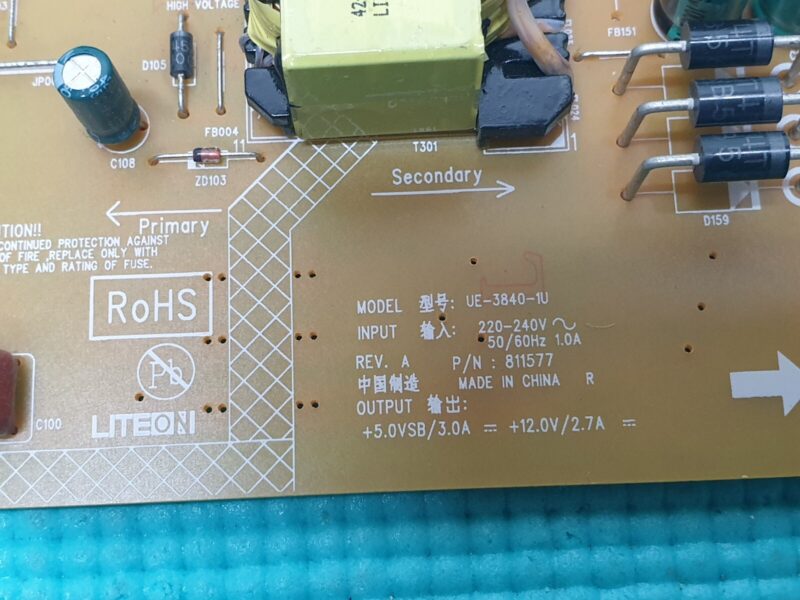 HIGH VOLTAGE
D105
FB151
FB004
C108
11
ZD103
T301
1
D159
Secondary
Primary
CONTINUED PROTECTION AGAINST
OF FIRE ,REPLACE ONLY WITH
TYPE AND RATING OF FUSE.
RoHS
Pb
LITEON
C100
MODEL 型号: UE-3840-1U
INPUT 输入: 220-240V ～
50/60Hz 1.0A
REV. A P/N : 811577
中国制造 MADE IN CHINA R
OUTPUT 输出:
+5.0VSB/3.0A ⎓ +12.0V/2.7A ⎓